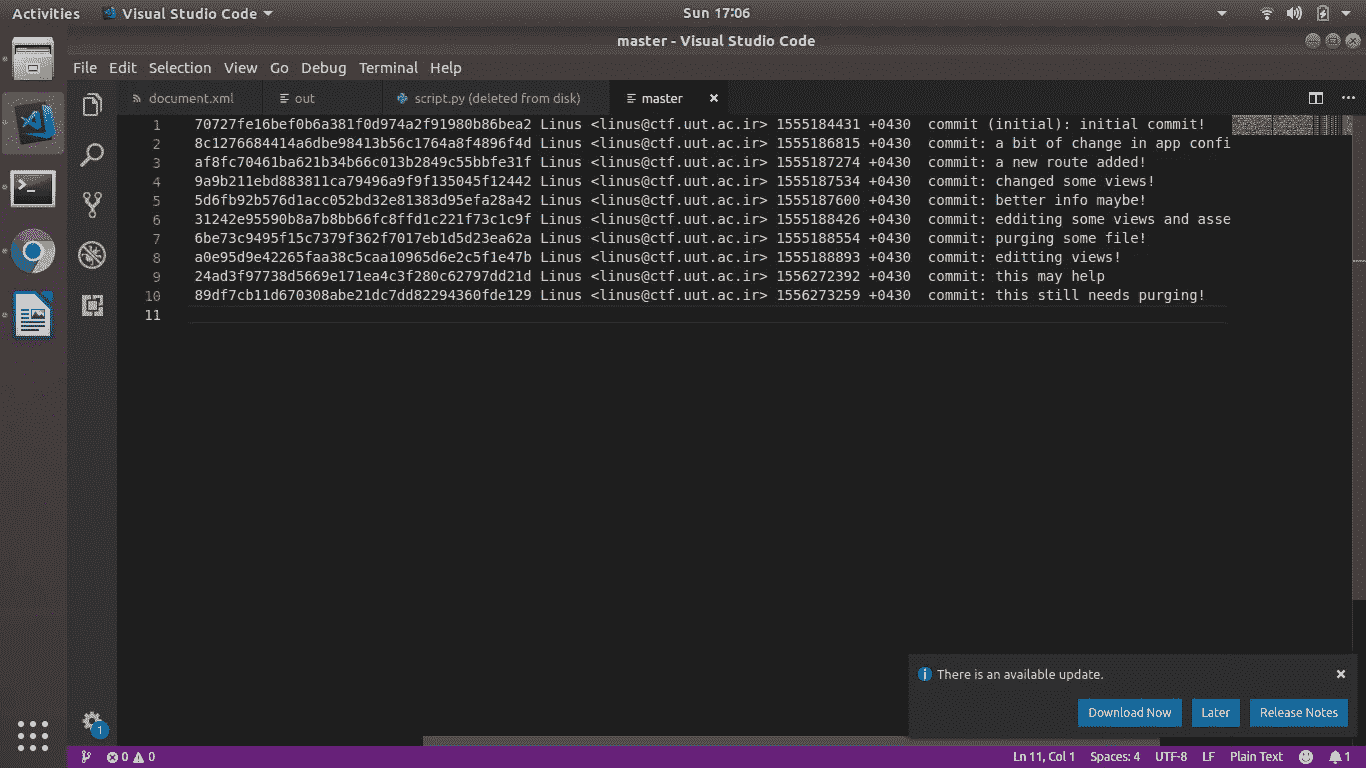 Activities
Visual Studio Code
Sun 17:06
master - Visual Studio Code
File Edit Selection View Go Debug Terminal Help
document.xml out script.py (deleted from disk) master
1 70727fe16bef0b6a381f0d974a2f91980b86bea2 Linus <linus@ctf.uut.ac.ir> 1555184431 +0430 commit (initial): initial commit!
2 8c1276684414a6dbe98413b56c1764a8f4896f4d Linus <linus@ctf.uut.ac.ir> 1555186815 +0430 commit: a bit of change in app confi
3 af8fc70461ba621b34b66c013b2849c55bbfe31f Linus <linus@ctf.uut.ac.ir> 1555187274 +0430 commit: a new route added!
4 9a9b211ebd883811ca79496a9f9f135045f12442 Linus <linus@ctf.uut.ac.ir> 1555187534 +0430 commit: changed some views!
5 5d6fb92b576d1acc052bd32e81383d95efa28a42 Linus <linus@ctf.uut.ac.ir> 1555187600 +0430 commit: better info maybe!
6 31242e95590b8a7b8bb66fc8ffd1c221f73c1c9f Linus <linus@ctf.uut.ac.ir> 1555188426 +0430 commit: edditing some views and asse
7 6be73c9495f15c7379f362f7017eb1d5d23ea62a Linus <linus@ctf.uut.ac.ir> 1555188554 +0430 commit: purging some file!
8 a0e95d9e42265faa38c5caa10965d6e2c5f1e47b Linus <linus@ctf.uut.ac.ir> 1555188893 +0430 commit: editting views!
9 24ad3f97738d5669e171ea4c3f280c62797dd21d Linus <linus@ctf.uut.ac.ir> 1556272392 +0430 commit: this may help
10 89df7cb11d670308abe21dc7dd82294360fde129 Linus <linus@ctf.uut.ac.ir> 1556273259 +0430 commit: this still needs purging!
11
There is an available update.
Download Now Later Release Notes
1
0 0 Ln 11, Col 1 Spaces: 4 UTF-8 LF Plain Text 1